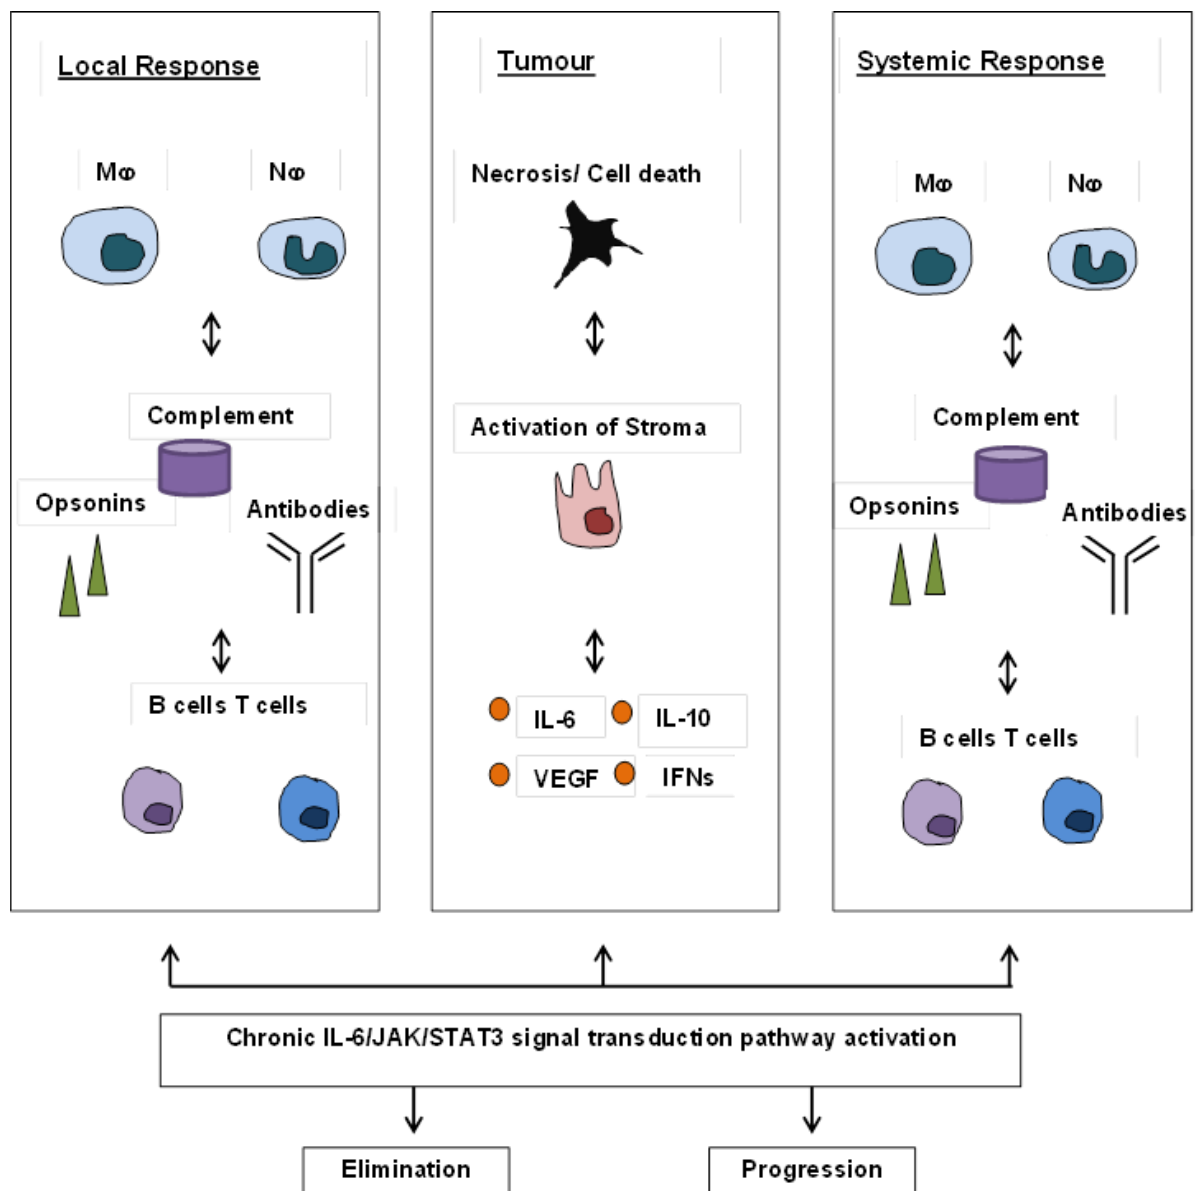 Local Response
Mφ
Nφ
Complement
Opsonins
Antibodies
B cells T cells
Tumour
Necrosis/ Cell death
Activation of Stroma
IL-6
IL-10
VEGF
IFNs
Systemic Response
Mφ
Nφ
Complement
Opsonins
Antibodies
B cells T cells
Chronic IL-6/JAK/STAT3 signal transduction pathway activation
Elimination
Progression